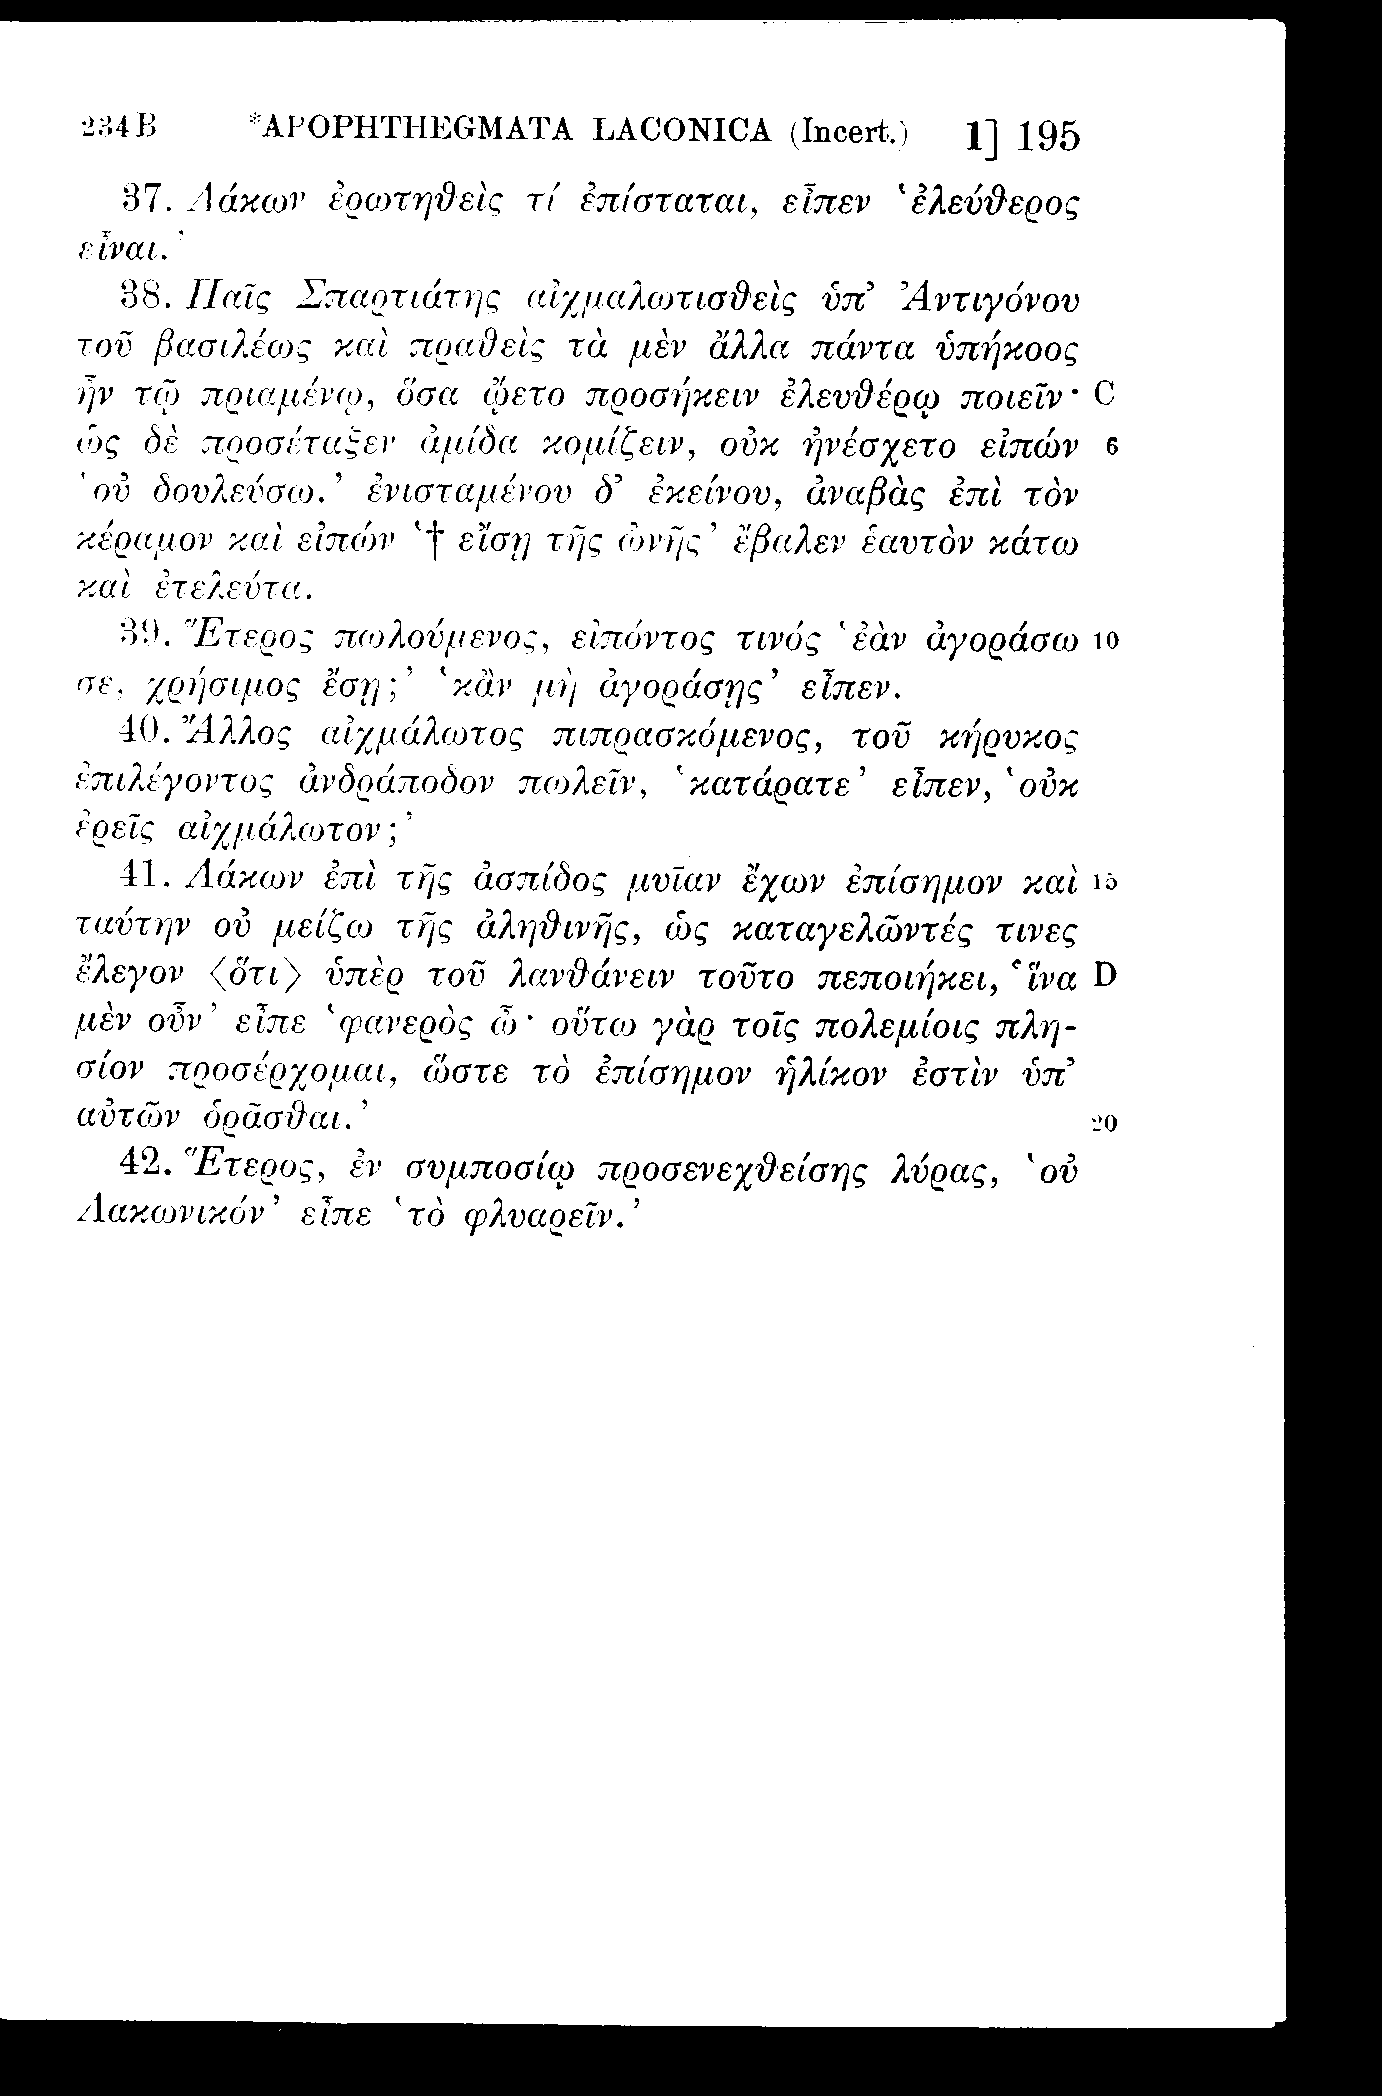 234B *APOPHTHEGMATA LACONICA (Incert.) 1] 195
37. Λάκων ἐρωτηθεὶς τί ἐπίσταται, εἶπεν ‘ἐλεύθερος
εἶναι.’
38. Παῖς Σπαρτιάτης αἰχμαλωτισθεὶς ὑπ’ Ἀντιγόνου
τοῦ βασιλέως καὶ πραθεὶς τὰ μὲν ἄλλα πάντα ὑπήκοος
ἦν τῷ πριαμένῳ, ὅσα ᾤετο προσήκειν ἐλευθέρῳ ποιεῖν· C
ὡς δὲ προσέταξεν ἀμίδα κομίζειν, οὐκ ἠνέσχετο εἰπών 6
‘οὐ δουλεύσω.’ ἐνισταμένου δ’ ἐκείνου, ἀναβὰς ἐπὶ τὸν
κέραμον καὶ εἰπών ‘† εἴσῃ τῆς ὠνῆς’ ἔβαλεν ἑαυτὸν κάτω
καὶ ἐτελεύτα.
39. Ἕτερος πωλούμενος, εἰπόντος τινός ‘ἐὰν ἀγοράσω 10
σε, χρήσιμος ἔσῃ;’ ‘κἂν μὴ ἀγοράσῃς’ εἶπεν.
40. Ἄλλος αἰχμάλωτος πιπρασκόμενος, τοῦ κήρυκος
ἐπιλέγοντος ἀνδράποδον πωλεῖν, ‘κατάρατε’ εἶπεν, ‘οὐκ
ἐρεῖς αἰχμάλωτον;’
41. Λάκων ἐπὶ τῆς ἀσπίδος μυῖαν ἔχων ἐπίσημον καὶ 15
ταύτην οὐ μείζω τῆς ἀληθινῆς, ὡς καταγελῶντές τινες
ἔλεγον 〈ὅτι〉 ὑπὲρ τοῦ λανθάνειν τοῦτο πεποιήκει, ‘ἵνα D
μὲν οὖν’ εἶπε ‘φανερὸς ὦ· οὕτω γὰρ τοῖς πολεμίοις πλη-
σίον προσέρχομαι, ὥστε τὸ ἐπίσημον ἡλίκον ἐστὶν ὑπ’
αὐτῶν ὁρᾶσθαι.’ 20
42. Ἕτερος, ἐν συμποσίῳ προσενεχθείσης λύρας, ‘οὐ
Λακωνικόν’ εἶπε ‘τὸ φλυαρεῖν.’